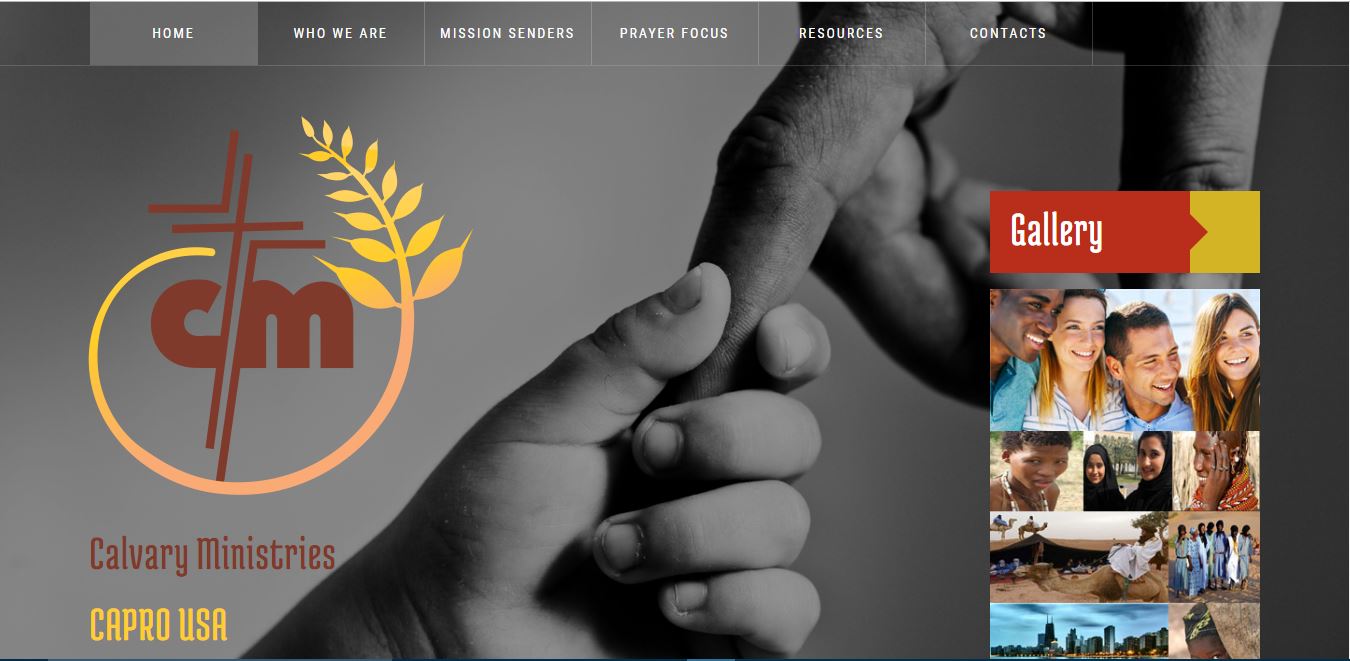 HOME WHO WE ARE MISSION SENDERS PRAYER FOCUS RESOURCES CONTACTS
Gallery
cm
Calvary Ministries
CAPRO USA